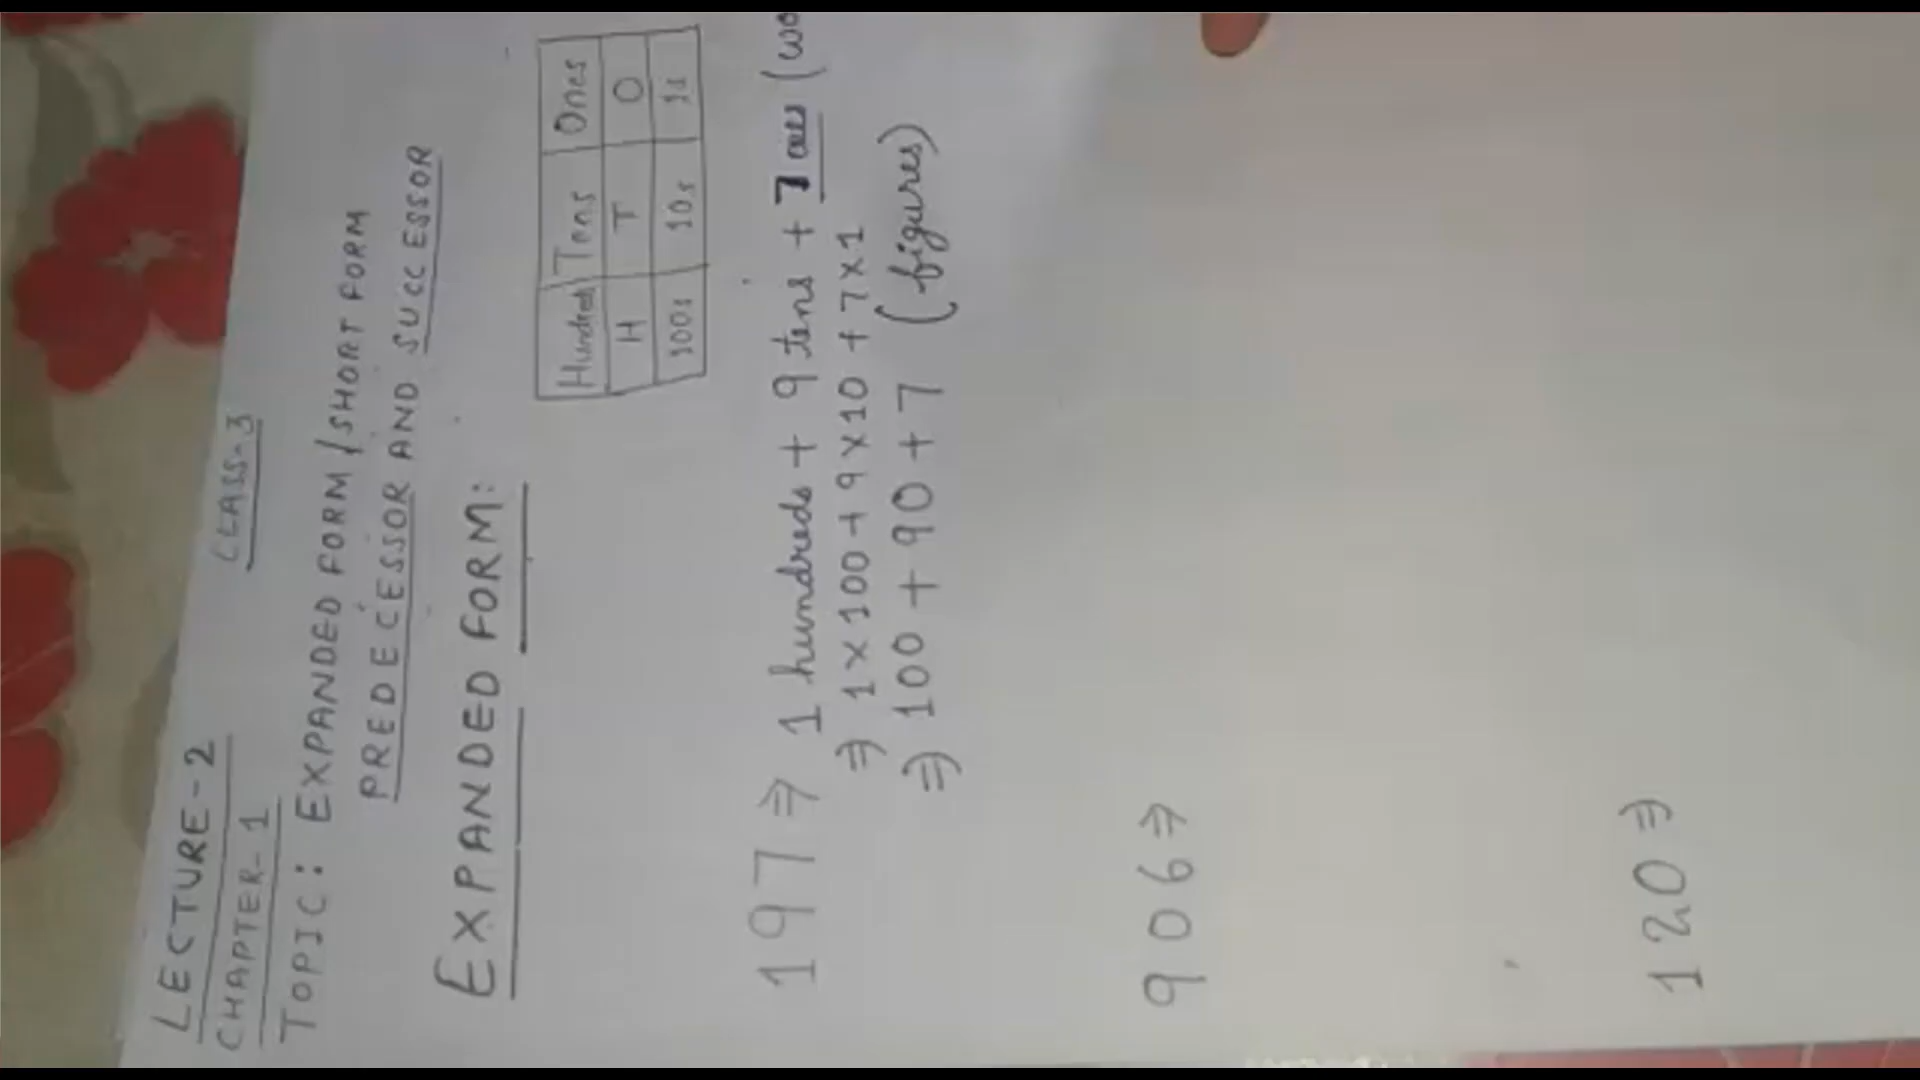 LECTURE-2
CHAPTER-1 CLASS-3
TOPIC: EXPANDED FORM/SHORT FORM
PREDECESSOR AND SUCCESSOR
EXPANDED FORM:
Hundred Tens Ones
H T O
100s 10s 1s
197 ⇒ 1 hundreds + 9 tens + 7 ones
⇒ 1×100 + 9×10 + 7×1
⇒ 100 + 90 + 7 (figures)
906 ⇒
120 ⇒